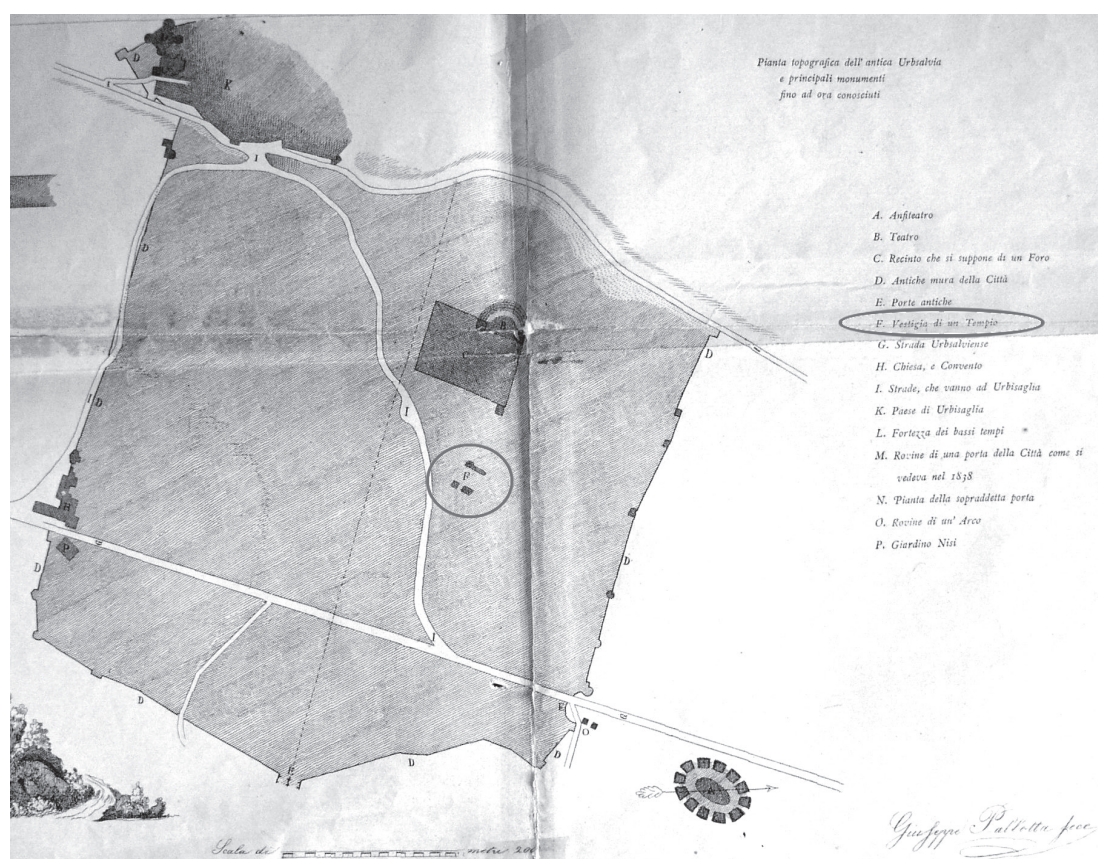 Pianta topografica dell' antica Urbsalvia
e principali monumenti
fino ad ora conosciuti
A. Anfiteatro
B. Teatro
C. Recinto che si suppone di un Foro
D. Antiche mura della Città
E. Porte antiche
F. Vestigia di un Tempio
G. Strada Urbsalviense
H. Chiesa, e Convento
I. Strade, che vanno ad Urbisaglia
K. Paese di Urbisaglia
L. Fortezza dei bassi tempi
M. Rovine di una porta della Città come si
vedeva nel 1838
N. Pianta della sopraddetta porta
O. Rovine di un' Arco
P. Giardino Nisi
D
K
I
D
B
C
D
I
D
I
F
H
P
G
D
D
I
D
E
G
O
D
D
D
E
Scala di metri 200
Giuseppe Pallotta fece